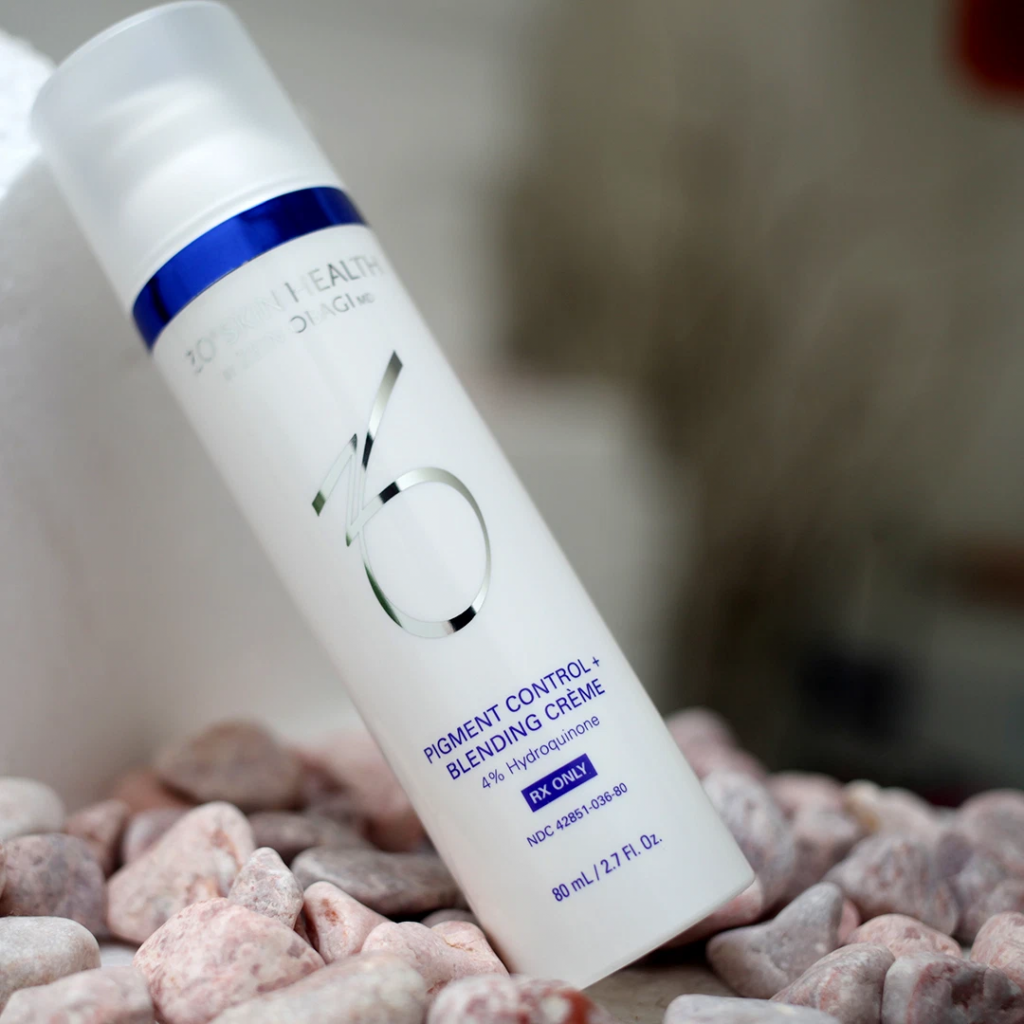 ZO SKIN HEALTH
OBAGI MD
ZO
PIGMENT CONTROL +
BLENDING CRÈME
4% Hydroquinone
RX ONLY
NDC 42851-036-80
80 mL / 2.7 Fl. Oz.